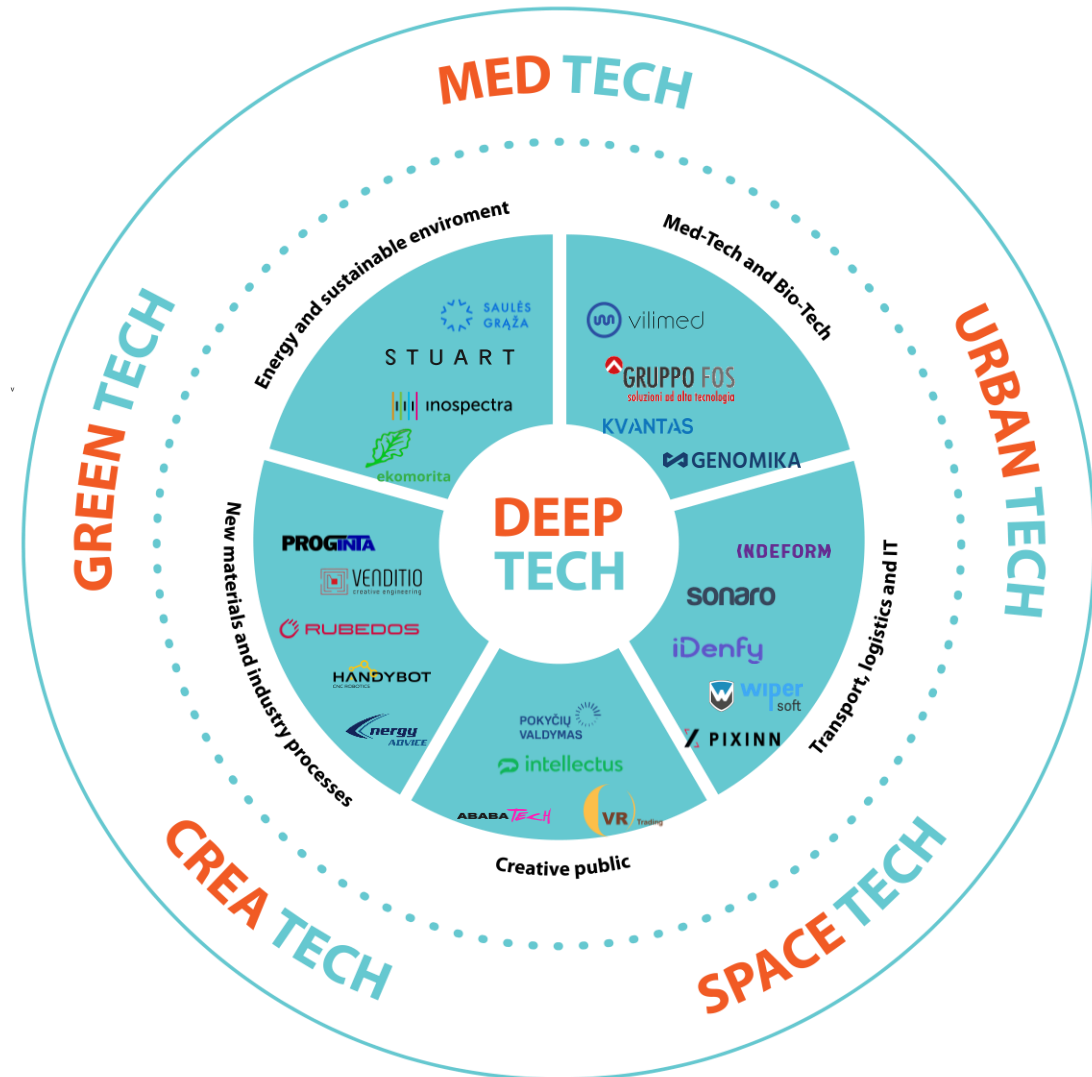 MED TECH
URBAN TECH
SPACE TECH
CREA TECH
GREEN TECH
DEEP
TECH
Energy and sustainable enviroment
SAULĖS
GRĄŻA
STUART
ınospectra
ekomorita
Med-Tech and Bio-Tech
vilimed
GRUPPO FOS
soluzioni ad alta tecnologia
KVANTAS
GENOMIKA
Transport, logistics and IT
INDEFORM
sonaro
iDenfy
wiper
soft
PIXINN
Creative public
POKYČIŲ
VALDYMAS
intellectus
ABABATECH
VR Trading
New materials and industry processes
PROGINTA
VENDITIO
creative engineering
RUBEDOS
HANDYBOT
CNC ROBOTICS
Energy
ADVICE
v